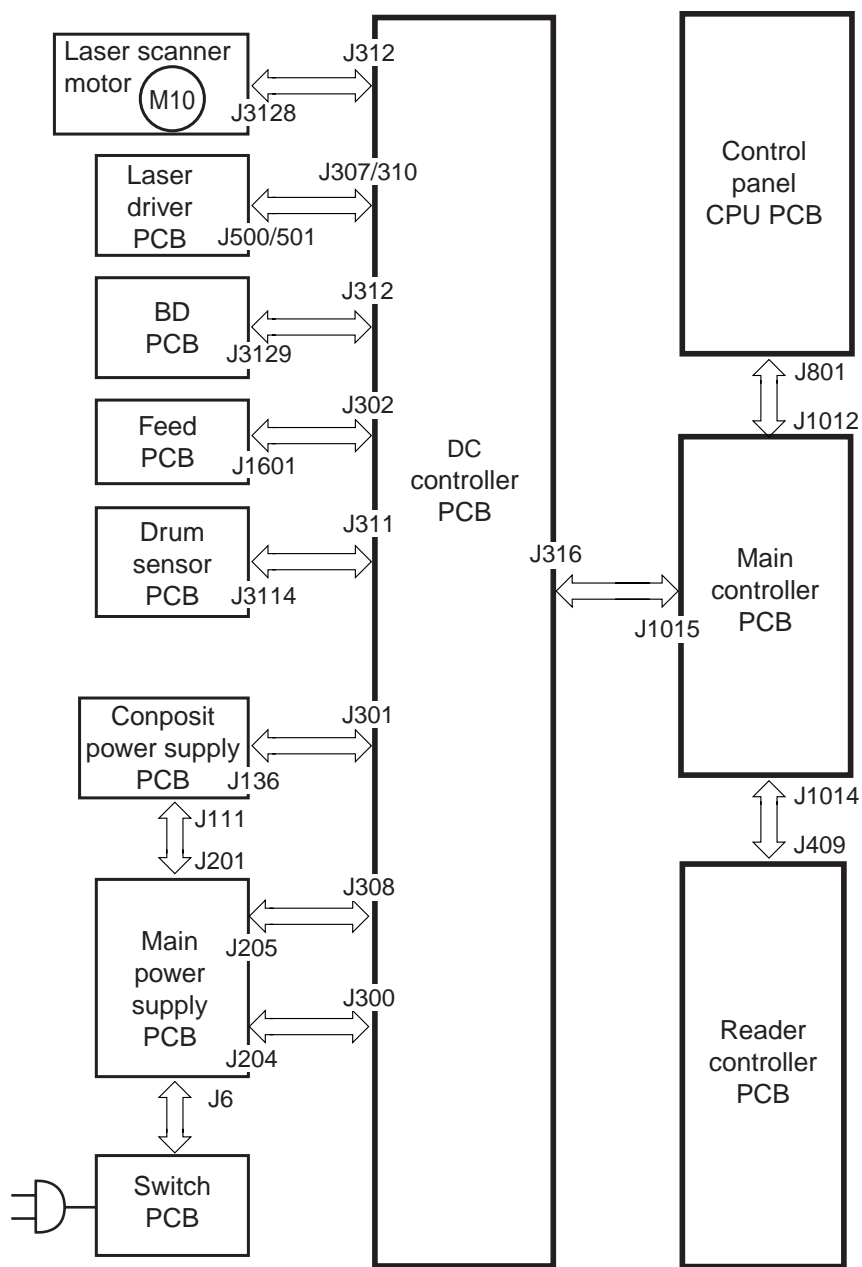 Laser scanner
motor
M10
J312
J3128
Laser
driver
PCB
J307/310
J500/501
BD
PCB
J312
J3129
Feed
PCB
J302
J1601
Drum
sensor
PCB
J311
J3114
Conposit
power supply
PCB
J301
J136
J111
J201
Main
power
supply
PCB
J308
J205
J300
J204
J6
Switch
PCB
DC
controller
PCB
J316
J1015
Control
panel
CPU PCB
J801
J1012
Main
controller
PCB
J1014
J409
Reader
controller
PCB